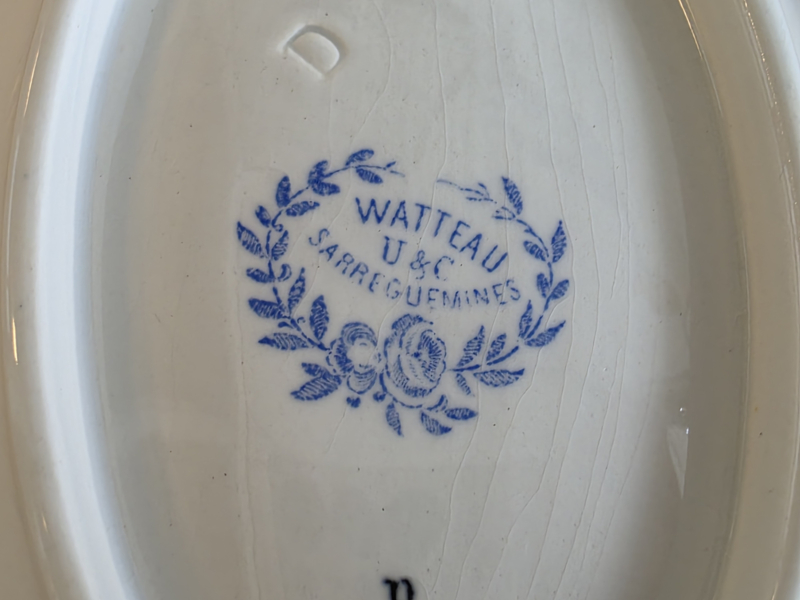 D
WATTEAU
U & C
SARREGUEMINES